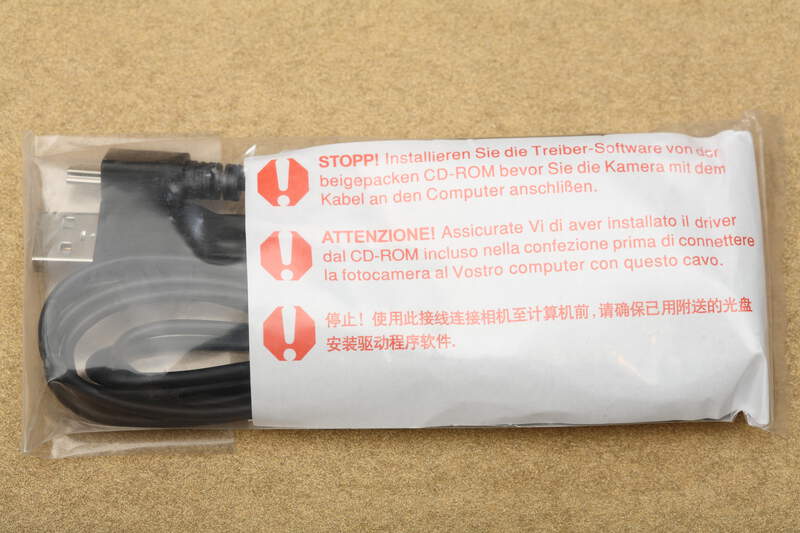 STOPP! Installieren Sie die Treiber-Software von der
beigepacken CD-ROM bevor Sie die Kamera mit dem
Kabel an den Computer anschlißen.
ATTENZIONE! Assicurate Vi di aver installato il driver
dal CD-ROM incluso nella confezione prima di connettere
la fotocamera al Vostro computer con questo cavo.
停止！使用此接线连接相机至计算机前,请确保已用附送的光盘
安装驱动程序软件.